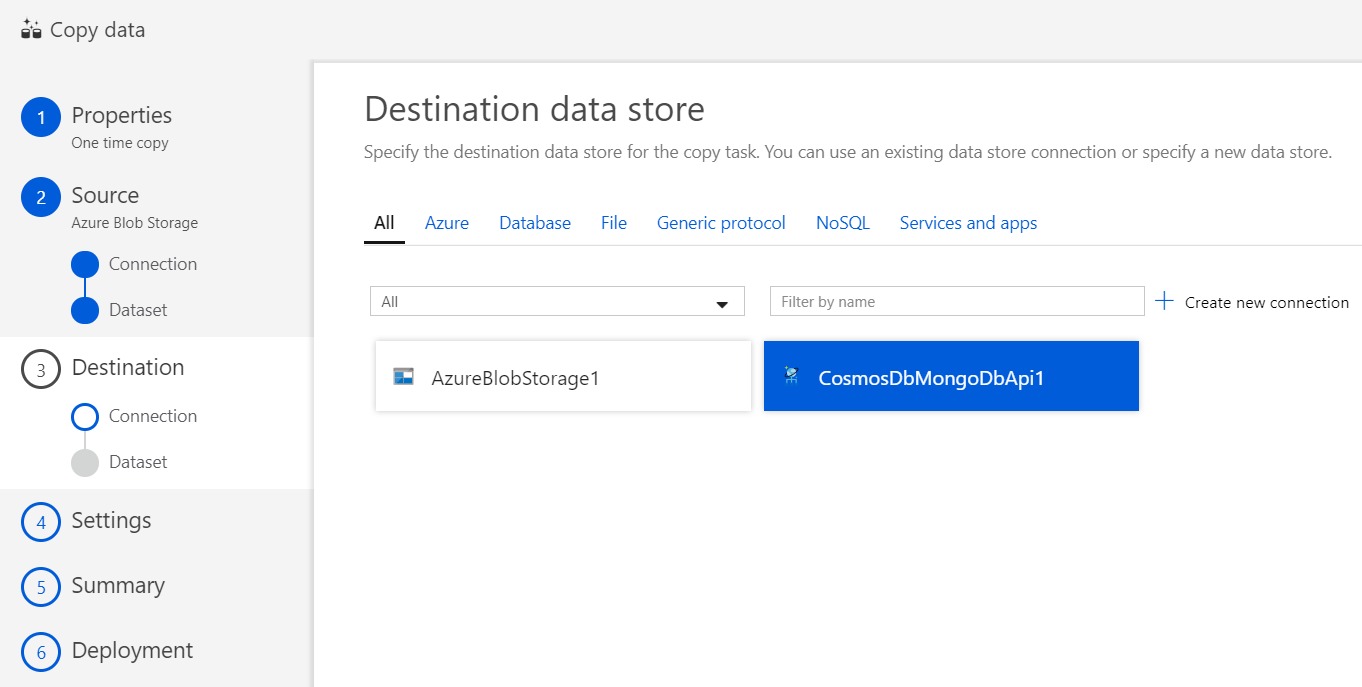 Copy data
1
Properties
One time copy
2
Source
Azure Blob Storage
Connection
Dataset
3
Destination
Connection
Dataset
4
Settings
5
Summary
6
Deployment
Destination data store
Specify the destination data store for the copy task. You can use an existing data store connection or specify a new data store.
All Azure Database File Generic protocol NoSQL Services and apps
All
Filter by name
Create new connection
AzureBlobStorage1
CosmosDbMongoDbApi1